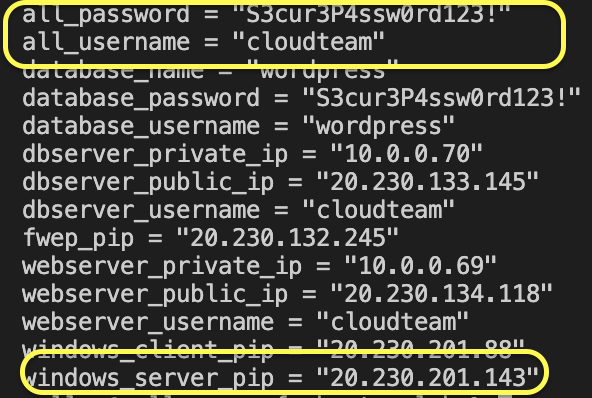 all_password = "S3cur3P4ssw0rd123!"
all_username = "cloudteam"
database_name = "wordpress"
database_password = "S3cur3P4ssw0rd123!"
database_username = "wordpress"
dbserver_private_ip = "10.0.0.70"
dbserver_public_ip = "20.230.133.145"
dbserver_username = "cloudteam"
fwep_pip = "20.230.132.245"
webserver_private_ip = "10.0.0.69"
webserver_public_ip = "20.230.134.118"
webserver_username = "cloudteam"
windows_client_pip = "20.230.201.88"
windows_server_pip = "20.230.201.143"